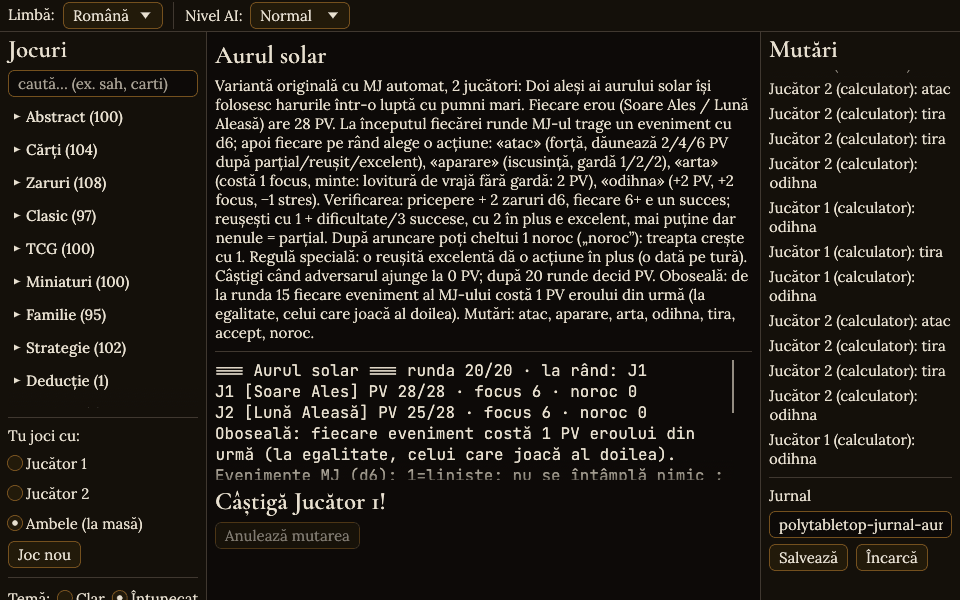 Limbă: Română ▼ Nivel AI: Normal ▼
Jocuri
caută... (ex. sah, carti)
▸ Abstract (100)
▸ Cărți (104)
▸ Zaruri (108)
▸ Clasic (97)
▸ TCG (100)
▸ Miniaturi (100)
▸ Familie (95)
▸ Strategie (102)
▸ Deducție (1)
Tu joci cu:
Jucător 1
Jucător 2
Ambele (la masă)
Joc nou
Temă: Clar Întunecat
Aurul solar
Variantă originală cu MJ automat, 2 jucători: Doi aleși ai aurului solar își
folosesc harurile într-o luptă cu pumni mari. Fiecare erou (Soare Ales / Lună
Aleasă) are 28 PV. La începutul fiecărei runde MJ-ul trage un eveniment cu
d6; apoi fiecare pe rând alege o acțiune: «atac» (forță, dăunează 2/4/6 PV
după parțial/reușit/excelent), «aparare» (iscusință, gardă 1/2/2), «arta»
(costă 1 focus, minte: lovitură de vrajă fără gardă: 2 PV), «odihna» (+2 PV, +2
focus, −1 stres). Verificarea: pricepere + 2 zaruri d6, fiecare 6+ e un succes;
reușești cu 1 + dificultate/3 succese, cu 2 în plus e excelent, mai puține dar
nenule = parțial. După aruncare poți cheltui 1 noroc („noroc”): treapta crește
cu 1. Regulă specială: o reușită excelentă dă o acțiune în plus (o dată pe tură).
Câștigi când adversarul ajunge la 0 PV; după 20 runde decid PV. Oboseală: de
la runda 15 fiecare eveniment al MJ-ului costă 1 PV eroului din urmă (la
egalitate, celui care joacă al doilea). Mutări: atac, aparare, arta, odihna, tira,
accept, noroc.
═══ Aurul solar ═══ runda 20/20 · la rând: J1
J1 [Soare Ales] PV 28/28 · focus 6 · noroc 0
J2 [Lună Aleasă] PV 25/28 · focus 6 · noroc 0
Oboseală: fiecare eveniment costă 1 PV eroului din
urmă (la egalitate, celui care joacă al doilea).
Evenimente MJ (d6): 1=liniște: nu se întâmplă nimic ;
Câștigă Jucător 1!
Anulează mutarea
Mutări
Jucător 2 (calculator): atac
Jucător 2 (calculator): tira
Jucător 2 (calculator): tira
Jucător 2 (calculator):
odihna
Jucător 1 (calculator):
odihna
Jucător 1 (calculator): tira
Jucător 1 (calculator):
odihna
Jucător 2 (calculator): atac
Jucător 2 (calculator): tira
Jucător 2 (calculator): tira
Jucător 2 (calculator):
odihna
Jucător 1 (calculator):
odihna
Jurnal
polytabletop-jurnal-aur
Salvează Încarcă